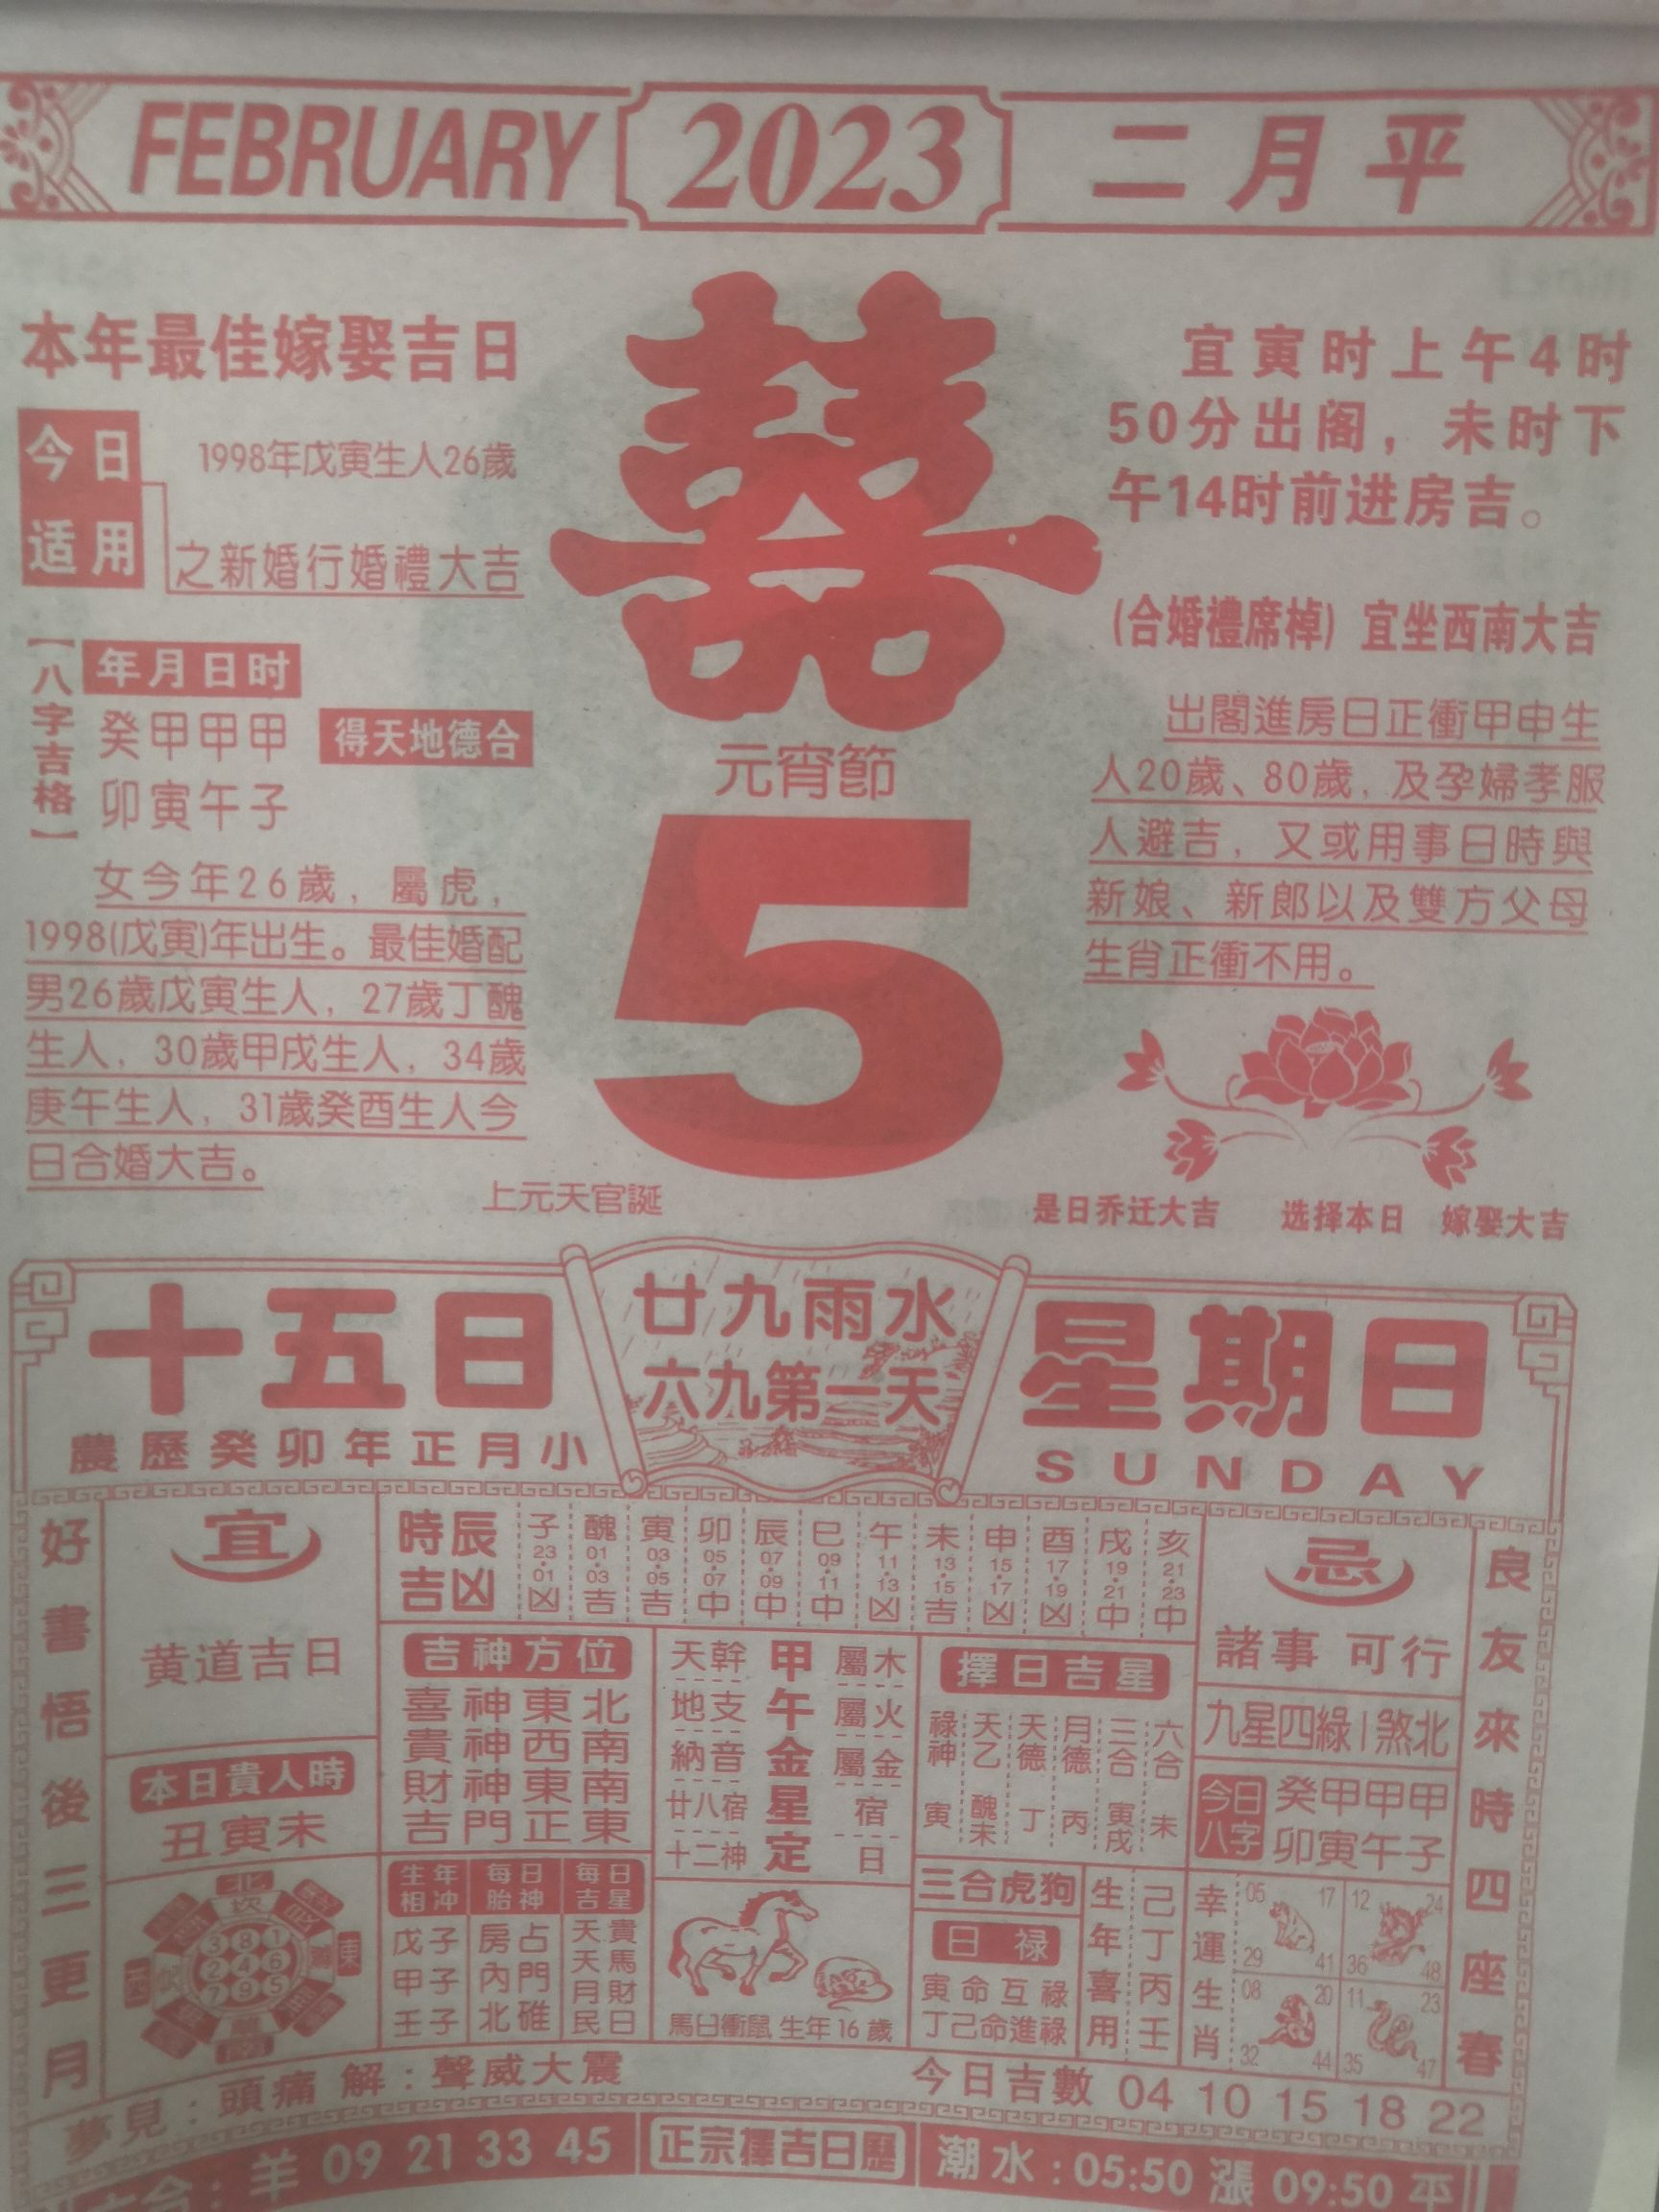 FEBRUARY 2023 二月平
本年最佳嫁娶吉日
今日适用
1998年戊寅生人26歲
之新婚行婚禮大吉
【八字吉格】
年月日时
癸甲甲甲
卯寅午子
得天地德合
女今年26歲，屬虎，
1998(戊寅)年出生。最佳婚配
男26歲戊寅生人，27歲丁醜
生人，30歲甲戌生人，34歲
庚午生人，31歲癸酉生人今
日合婚大吉。
囍
元宵節
5
上元天官誕
宜寅时上午4时
50分出阁，未时下
午14时前进房吉。
(合婚禮席棹) 宜坐西南大吉
出閣進房日正衝甲申生
人20歲、80歲，及孕婦孝服
人避吉，又或用事日時與
新娘、新郎以及雙方父母
生肖正衝不用。
是日乔迁大吉 选择本日 嫁娶大吉
十五日
農歷癸卯年正月小
廿九雨水
六九第一天
星期日
SUNDAY
好書悟後三更月
宜
黄道吉日
本日貴人時
丑寅未
北
東
3 8 1
2 4 6
7 9 5
時辰吉凶
子 23•01 凶
醜 01•03 吉
寅 03•05 吉
卯 05•07 中
辰 07•09 中
巳 09•11 中
午 11•13 凶
未 13•15 吉
申 15•17 凶
酉 17•19 凶
戌 19•21 中
亥 21•23 中
吉神方位
喜神東北
貴神西南
財神東南
吉門正東
天幹 甲 屬木
地支 午 屬火
納音 金 屬金
廿八宿 星 宿
十二神 定 日
擇日吉星
祿神 寅
天乙 醜未
天德 丁
月德 丙
三合 寅戌
六合 未
忌
諸事 可行
九星四綠 | 煞北
今日八字
癸甲甲甲
卯寅午子
良友來時四座春
生年相冲
戊子
甲子
壬子
每日胎神
房占
內門
北碓
每日吉星
天貴
天馬
月財
民日
馬日衝鼠 生年16歲
三合虎狗
日禄
寅命互祿
丁己命進祿
生年喜用
己丁丙壬
幸運生肖
05 17 29 41
12 24 36 48
08 20 32 44
11 23 35 47
夢見：頭痛 解：聲威大震
今日吉數 04 10 15 18 22
六合：羊 09 21 33 45
正宗擇吉日歷
潮水：05:50 漲 09:50 平